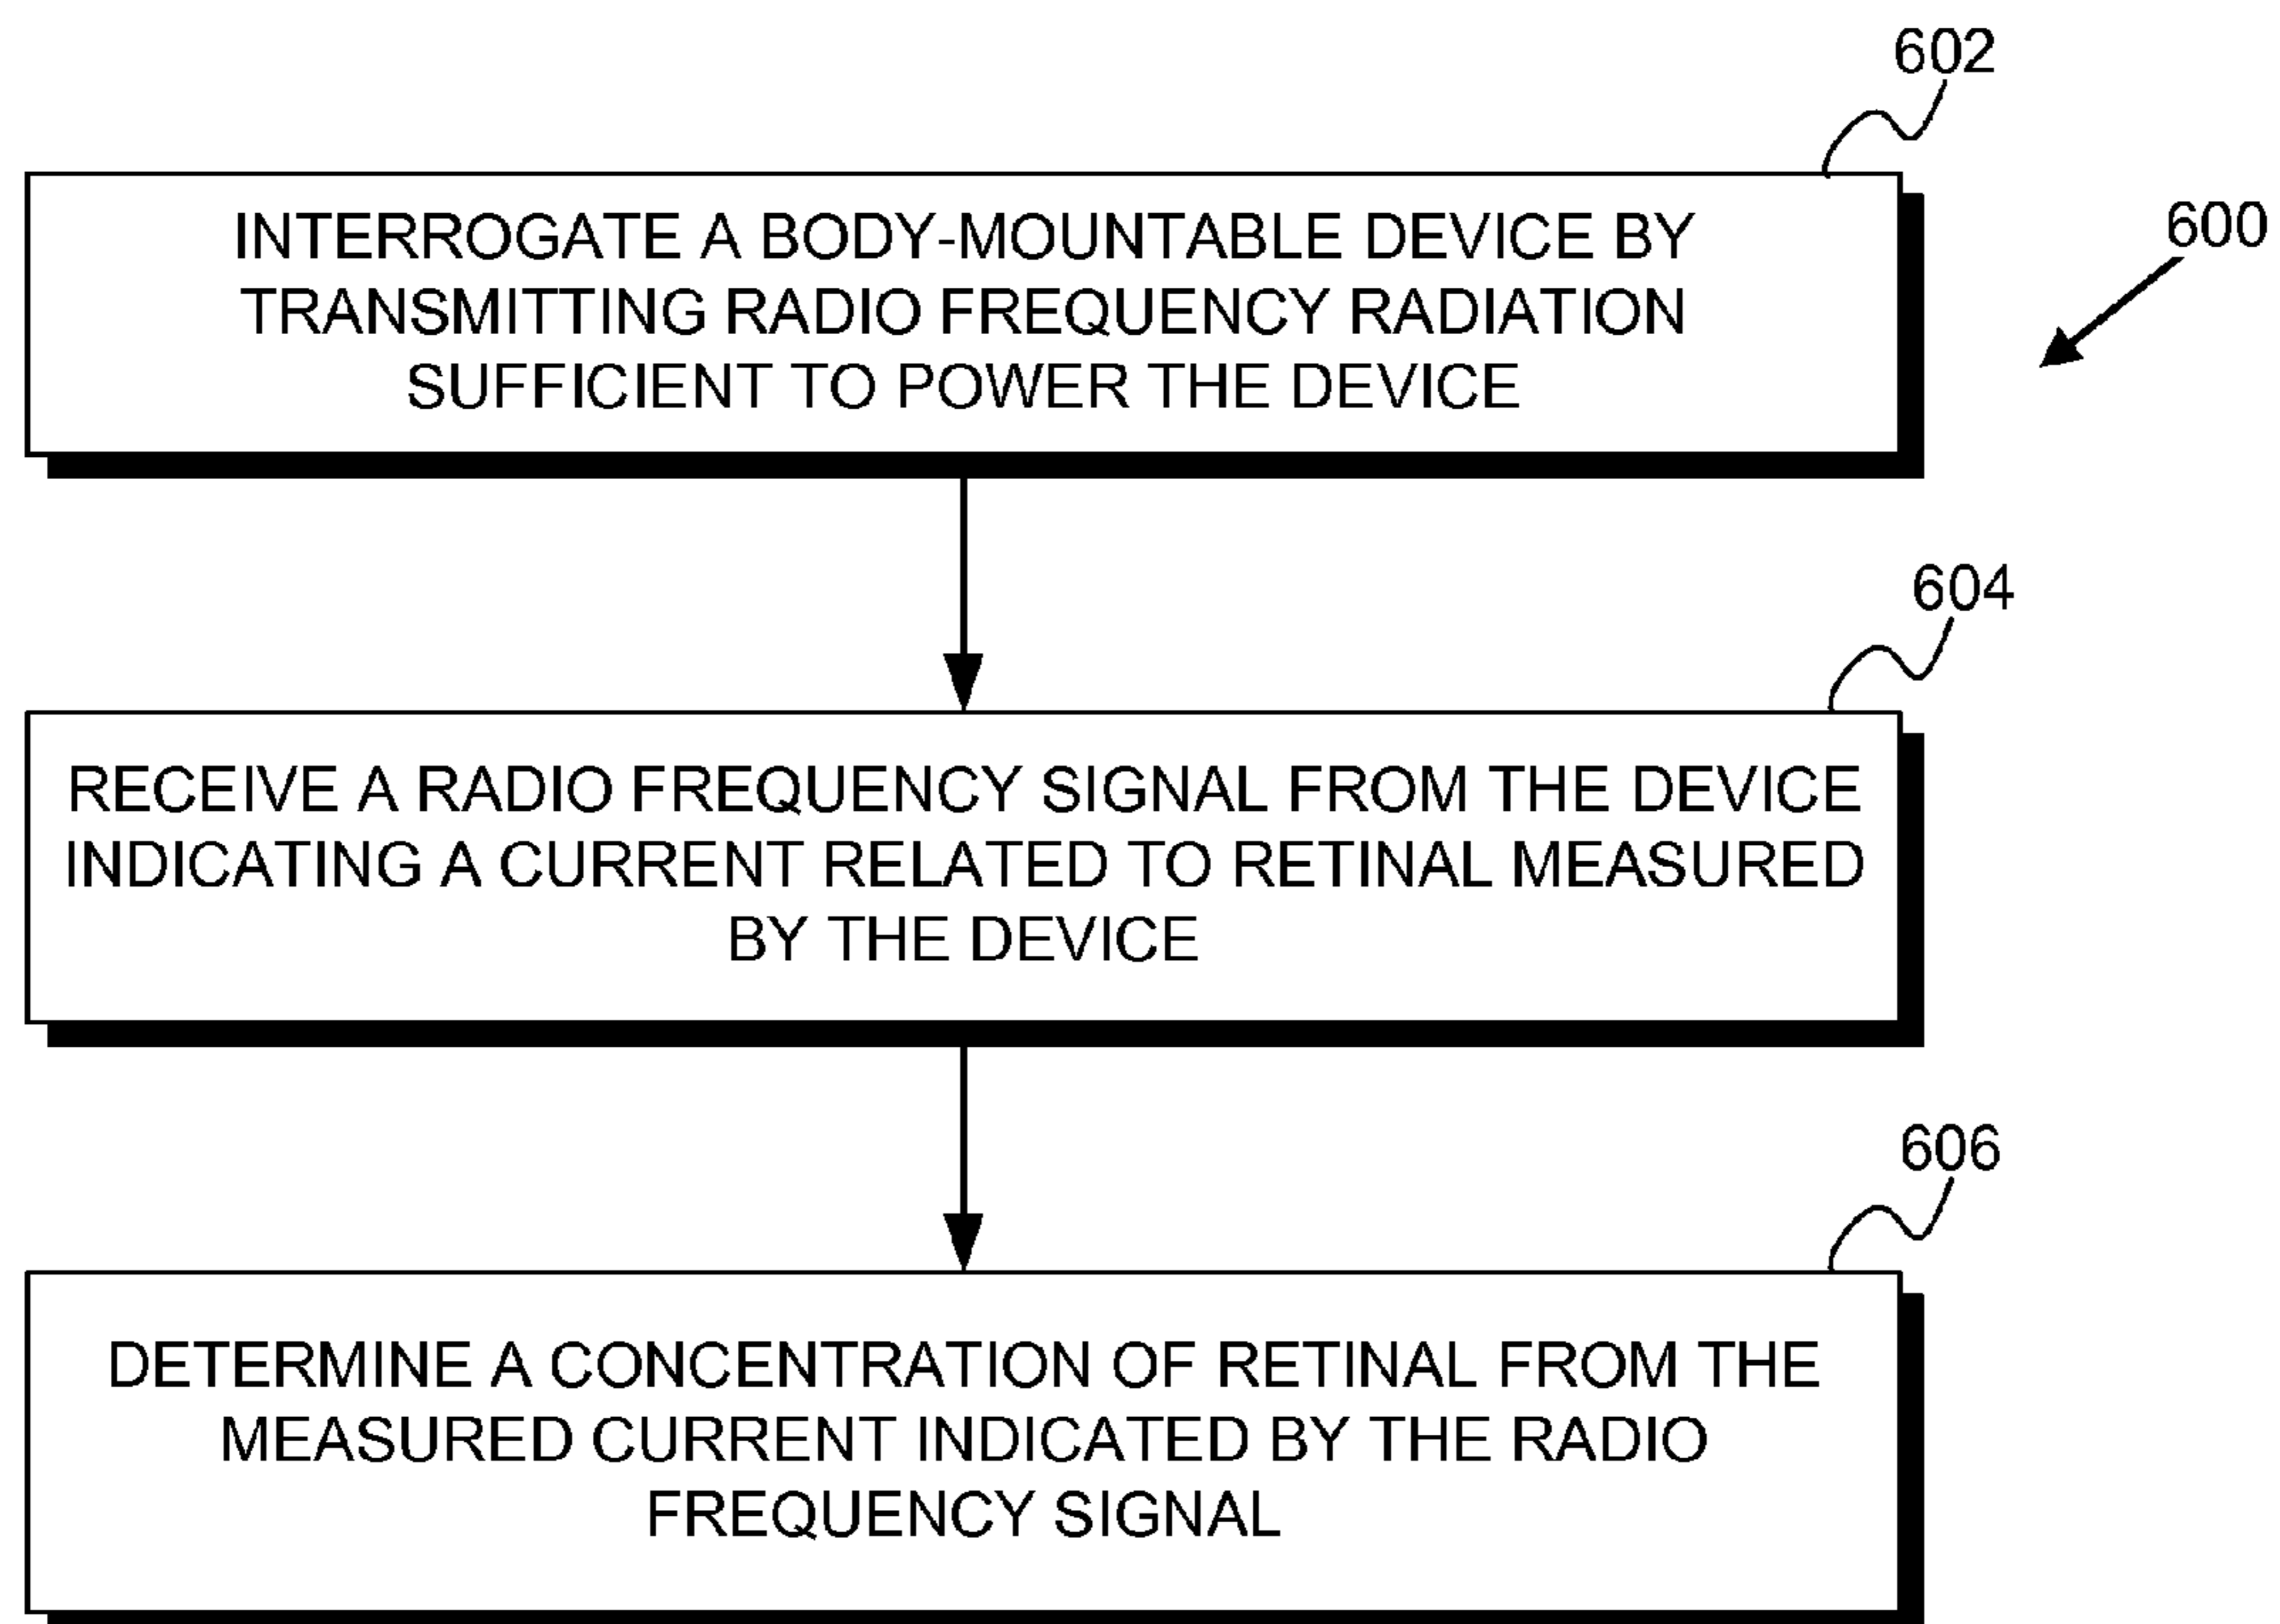 602
INTERROGATE A BODY-MOUNTABLE DEVICE BY
TRANSMITTING RADIO FREQUENCY RADIATION
SUFFICIENT TO POWER THE DEVICE
600
604
RECEIVE A RADIO FREQUENCY SIGNAL FROM THE DEVICE
INDICATING A CURRENT RELATED TO RETINAL MEASURED
BY THE DEVICE
606
DETERMINE A CONCENTRATION OF RETINAL FROM THE
MEASURED CURRENT INDICATED BY THE RADIO
FREQUENCY SIGNAL